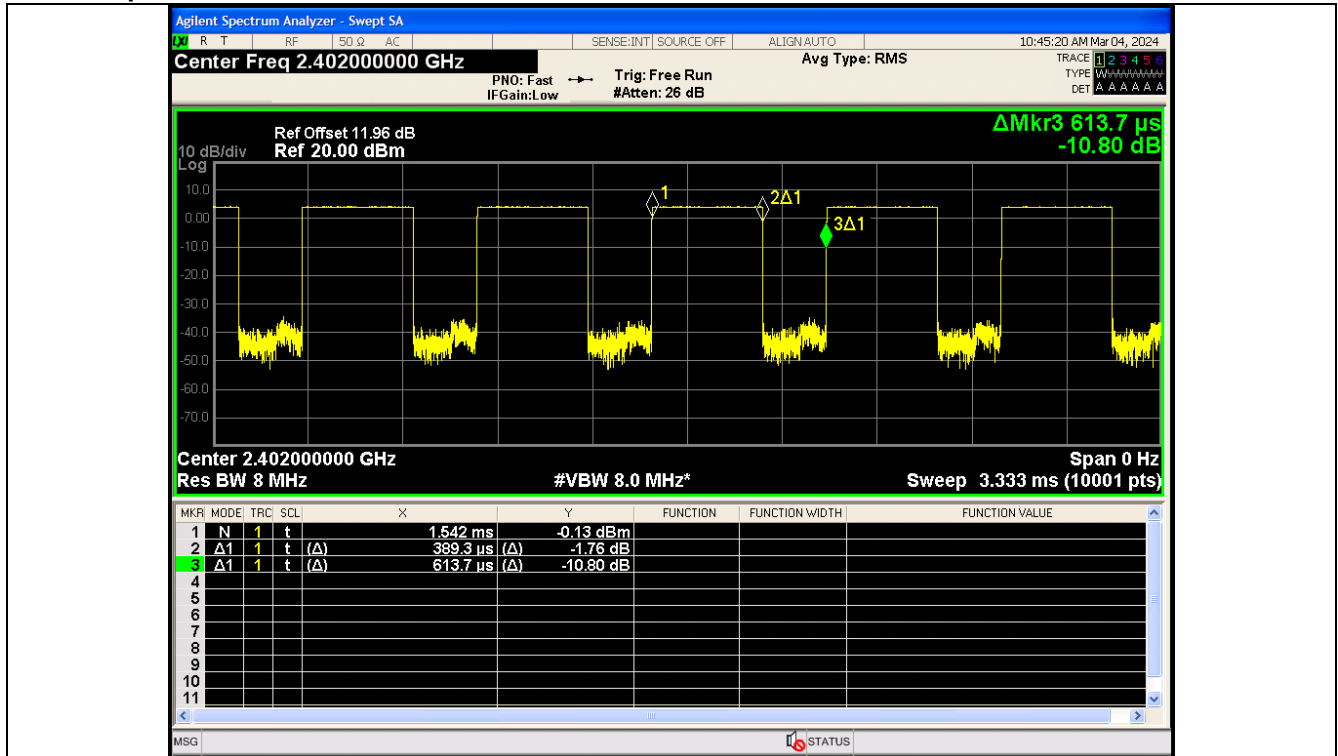 Agilent Spectrum Analyzer - Swept SA
LXI R T RF 50 Ω AC SENSE:INT SOURCE OFF ALIGN AUTO 10:45:20 AM Mar 04, 2024
Center Freq 2.402000000 GHz Avg Type: RMS TRACE 1 2 3 4 5 6
PNO: Fast Trig: Free Run TYPE WWWWWW
IFGain:Low #Atten: 26 dB DET A A A A A A
ΔMkr3 613.7 µs
Ref Offset 11.96 dB
10 dB/div Ref 20.00 dBm -10.80 dB
Log
10.0
0.00
-10.0
-20.0
-30.0
-40.0
-50.0
-60.0
-70.0
1
2Δ1
3Δ1
Center 2.402000000 GHz Span 0 Hz
Res BW 8 MHz #VBW 8.0 MHz* Sweep 3.333 ms (10001 pts)
MKR MODE TRC SCL X Y FUNCTION FUNCTION WIDTH FUNCTION VALUE
1 N 1 t 1.542 ms -0.13 dBm
2 Δ1 1 t (Δ) 389.3 µs (Δ) -1.76 dB
3 Δ1 1 t (Δ) 613.7 µs (Δ) -10.80 dB
4
5
6
7
8
9
10
11
MSG STATUS